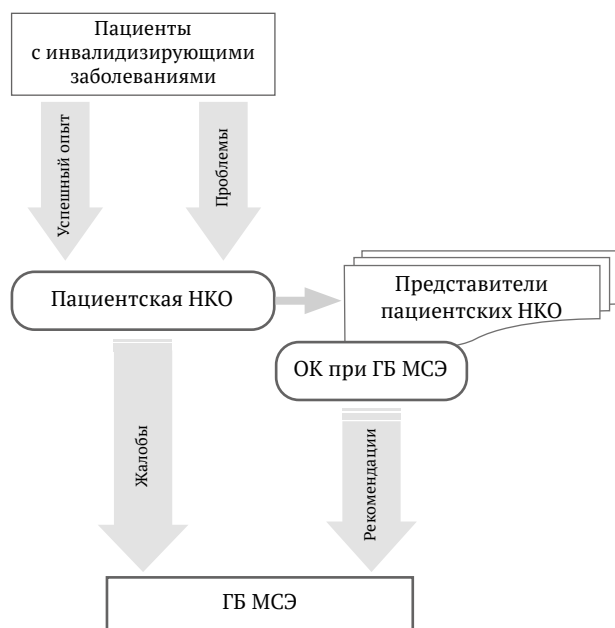 Пациенты
с инвалидизирующими
заболеваниями
Успешный опыт
Проблемы
Пациентская НКО
Представители
пациентских НКО
ОК при ГБ МСЭ
Жалобы
Рекомендации
ГБ МСЭ